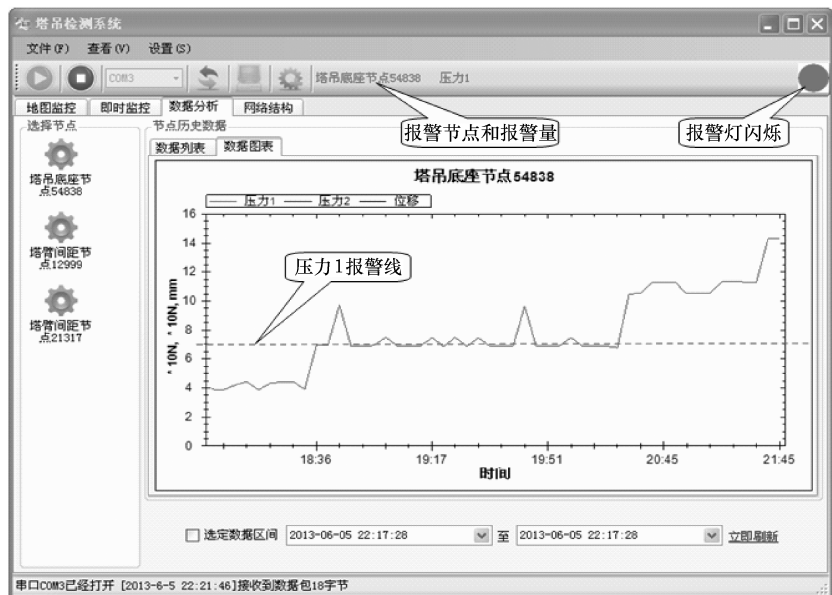 塔吊检测系统
文件(F) 查看(V) 设置(S)
COM3 塔吊底座节点54838 压力1
地图监控 即时监控 数据分析 网络结构
报警节点和报警量
报警灯闪烁
选择节点
塔吊底座节
点54838
塔臂间距节
点12999
塔臂间距节
点21317
节点历史数据
数据列表 数据图表
塔吊底座节点54838
压力1 压力2 位移
压力1报警线
*10N, *10N, mm
16
14
12
10
8
6
4
2
0
18:36 19:17 19:51 20:45 21:45
时间
选定数据区间 2013-06-05 22:17:28 至 2013-06-05 22:17:28 立即刷新
串口COM3已经打开 [2013-6-5 22:21:46]接收到数据包18字节